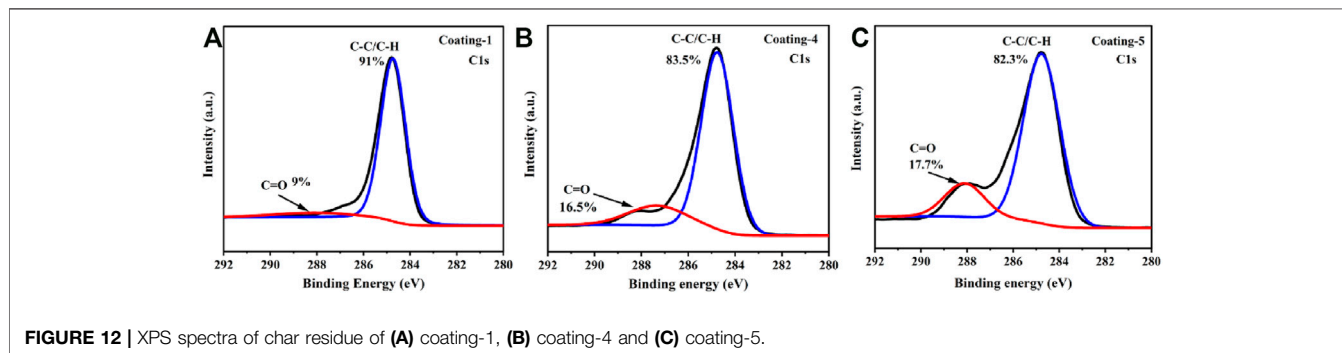 A
C-C/C-H
91%
Coating-1
C1s
C=O 9%
Intensity (a.u.)
292 290 288 286 284 282 280
Binding Energy (eV)
B
C-C/C-H
83.5%
Coating-4
C1s
C=O
16.5%
Intensity (a.u.)
292 290 288 286 284 282 280
Binding energy (eV)
C
C-C/C-H
82.3%
Coating-5
C1s
C=O
17.7%
Intensity (a.u.)
292 290 288 286 284 282 280
Binding energy (eV)
FIGURE 12 | XPS spectra of char residue of (A) coating-1, (B) coating-4 and (C) coating-5.